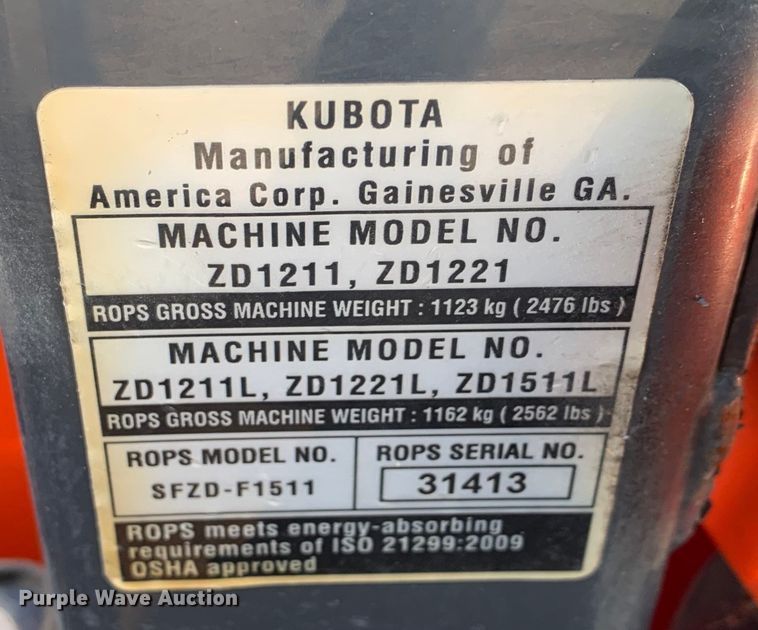 KUBOTA
Manufacturing of
America Corp. Gainesville GA.
MACHINE MODEL NO.
ZD1211, ZD1221
ROPS GROSS MACHINE WEIGHT : 1123 kg ( 2476 lbs )
MACHINE MODEL NO.
ZD1211L, ZD1221L, ZD1511L
ROPS GROSS MACHINE WEIGHT : 1162 kg ( 2562 lbs )
ROPS MODEL NO.
SFZD-F1511
ROPS SERIAL NO.
31413
ROPS meets energy-absorbing
requirements of ISO 21299:2009
OSHA approved
Purple Wave Auction